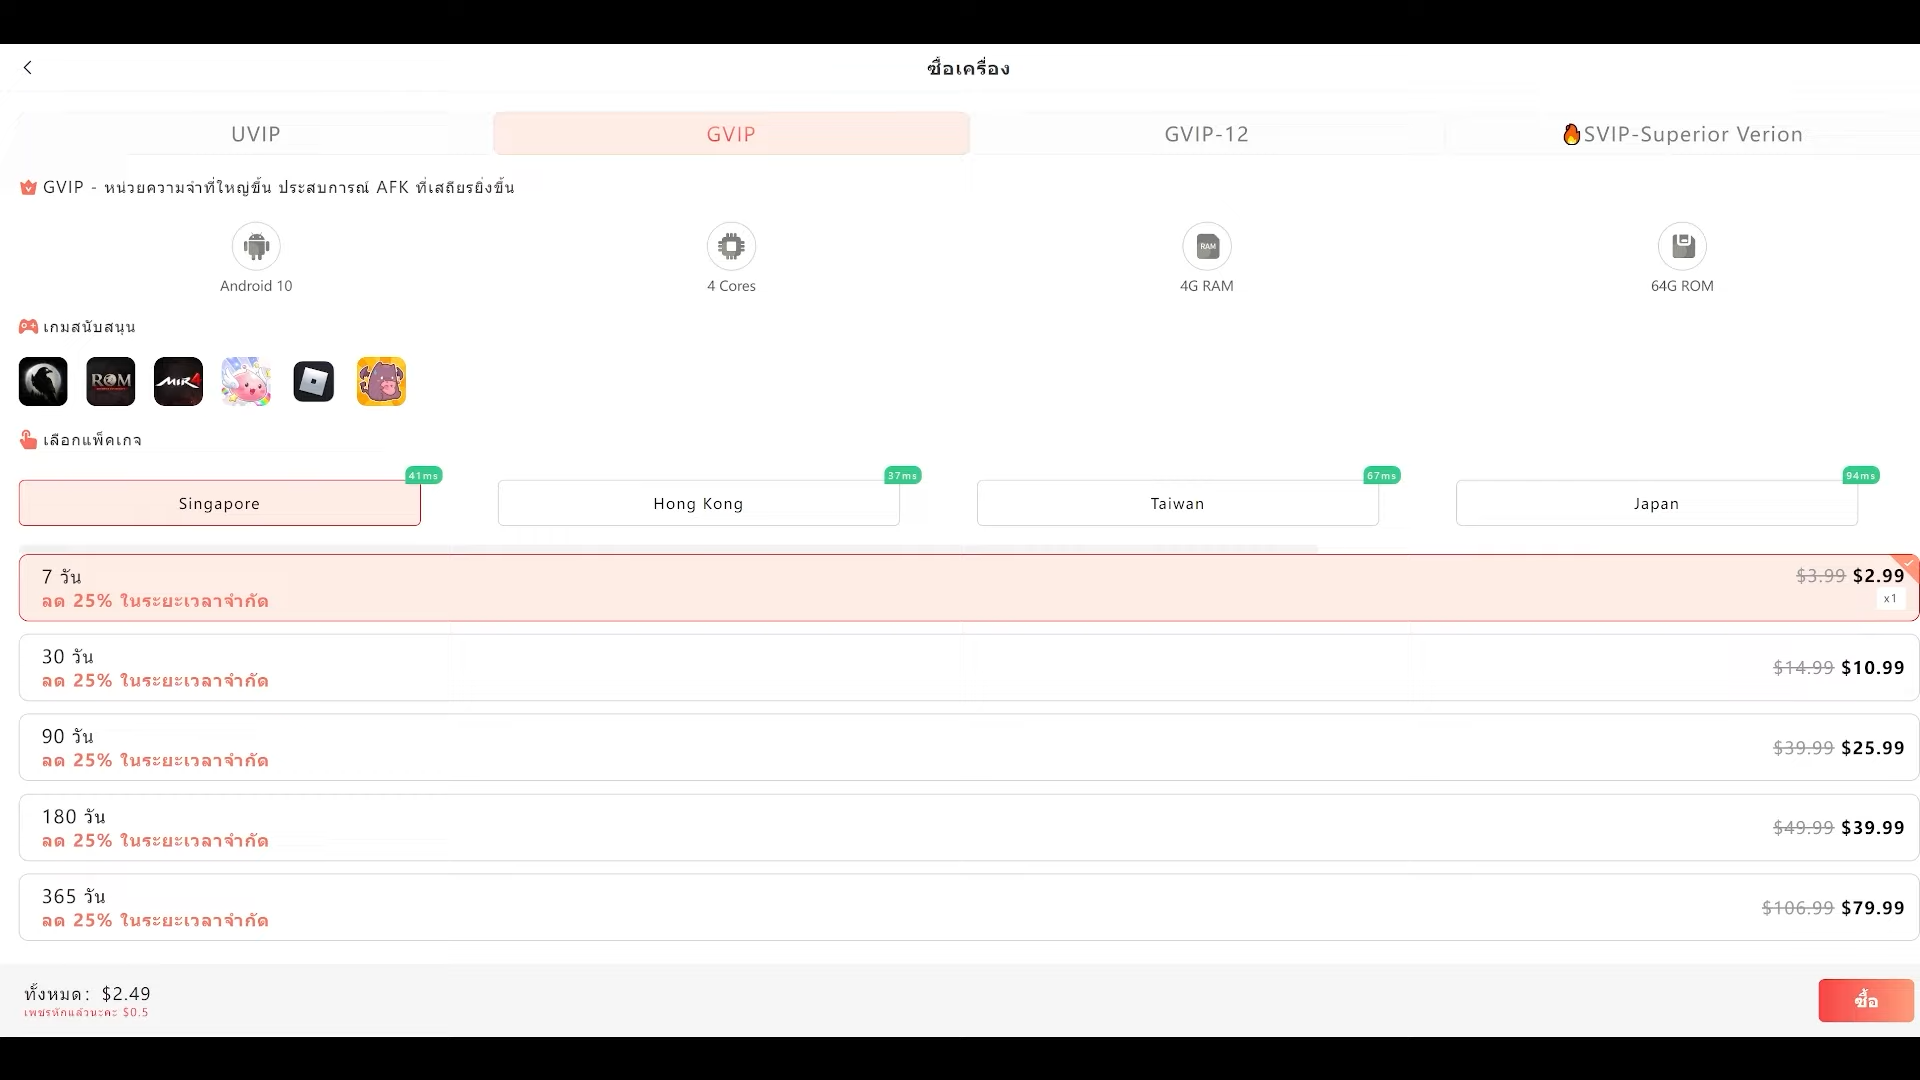 ซื้อเครื่อง
UVIP
GVIP
GVIP-12
🔥SVIP-Superior Verion
GVIP - หน่วยความจำที่ใหญ่ขึ้น ประสบการณ์ AFK ที่เสถียรยิ่งขึ้น
RAM
Android 10
4 Cores
4G RAM
64G ROM
เกมสนับสนุน
ROM
MIR4
เลือกแพ็คเกจ
41ms
37ms
67ms
94ms
Singapore
Hong Kong
Taiwan
Japan
7 วัน
$3.99 $2.99
ลด 25% ในระยะเวลาจำกัด
x1
30 วัน
ลด 25% ในระยะเวลาจำกัด
$14.99 $10.99
90 วัน
ลด 25% ในระยะเวลาจำกัด
$39.99 $25.99
180 วัน
ลด 25% ในระยะเวลาจำกัด
$49.99 $39.99
365 วัน
ลด 25% ในระยะเวลาจำกัด
$106.99 $79.99
ทั้งหมด: $2.49
$0.5
ซื้อ